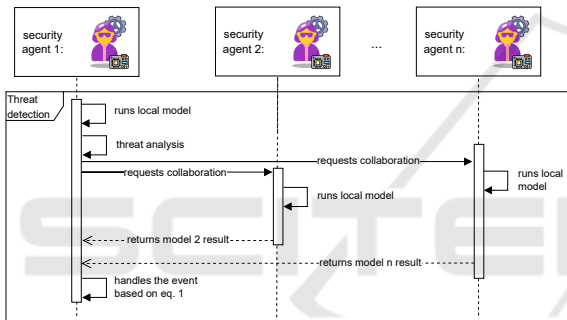 security
agent 1:
security
agent 2:
...
security
agent n:
Threat
detection
runs local model
threat analysis
requests collaboration
requests collaboration
runs local
model
runs local model
returns model 2 result
returns model n result
handles the event
based on eq. 1
SCITE